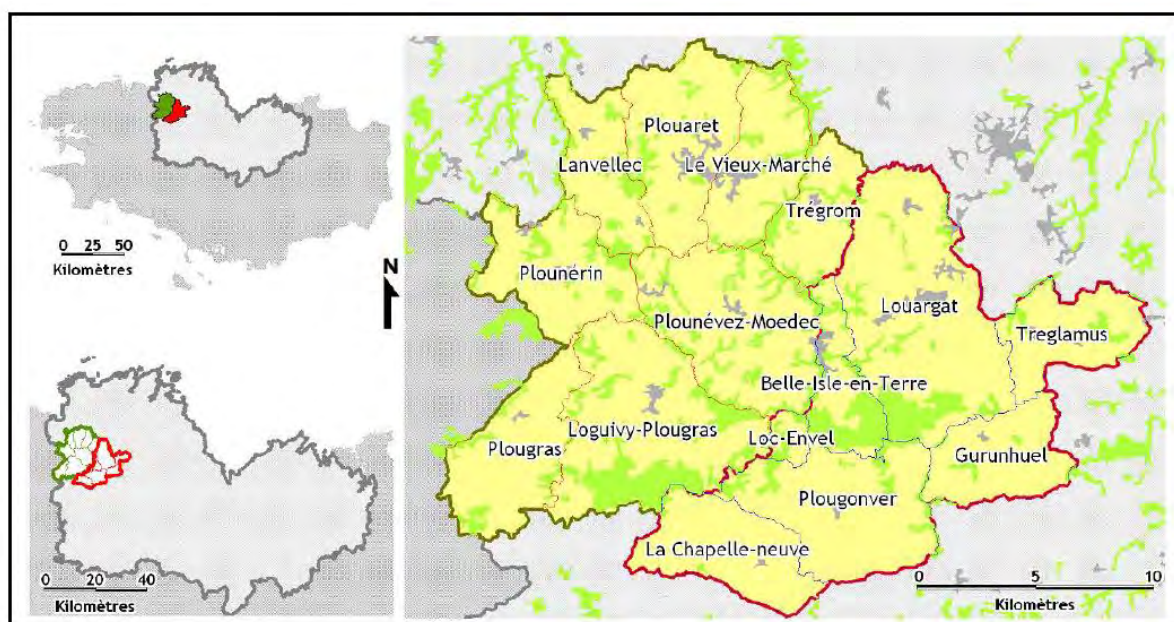 0 25 50
Kilomètres
N
0 20 40
Kilomètres
Plouaret
Lanvellec
Le Vieux-Marché
Trégrom
Plounérin
Louargat
Plounévez-Moedec
Treglamus
Belle-Isle-en-Terre
Loguivy-Plougras
Plougras
Loc-Envel
Gurunhuel
Plougonver
La Chapelle-neuve
0 5 10
Kilomètres